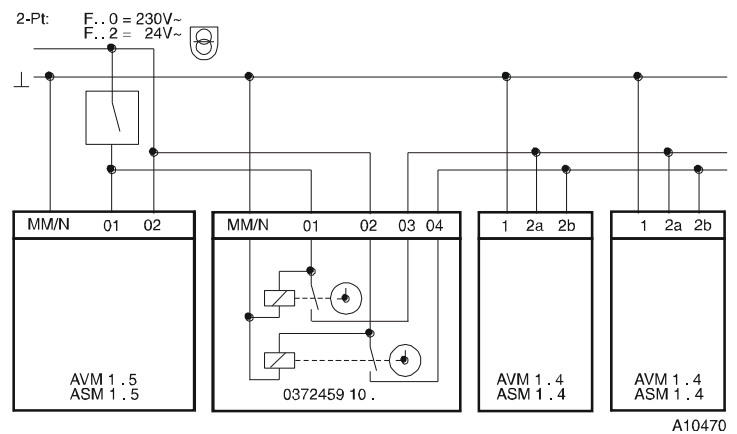 2-Pt: F..0 = 230V~
F..2 = 24V~
MM/N 01 02 MM/N 01 02 03 04 1 2a 2b 1 2a 2b
AVM 1.5
ASM 1.5
0372459 10.
AVM 1.4
ASM 1.4
AVM 1.4
ASM 1.4
A10470